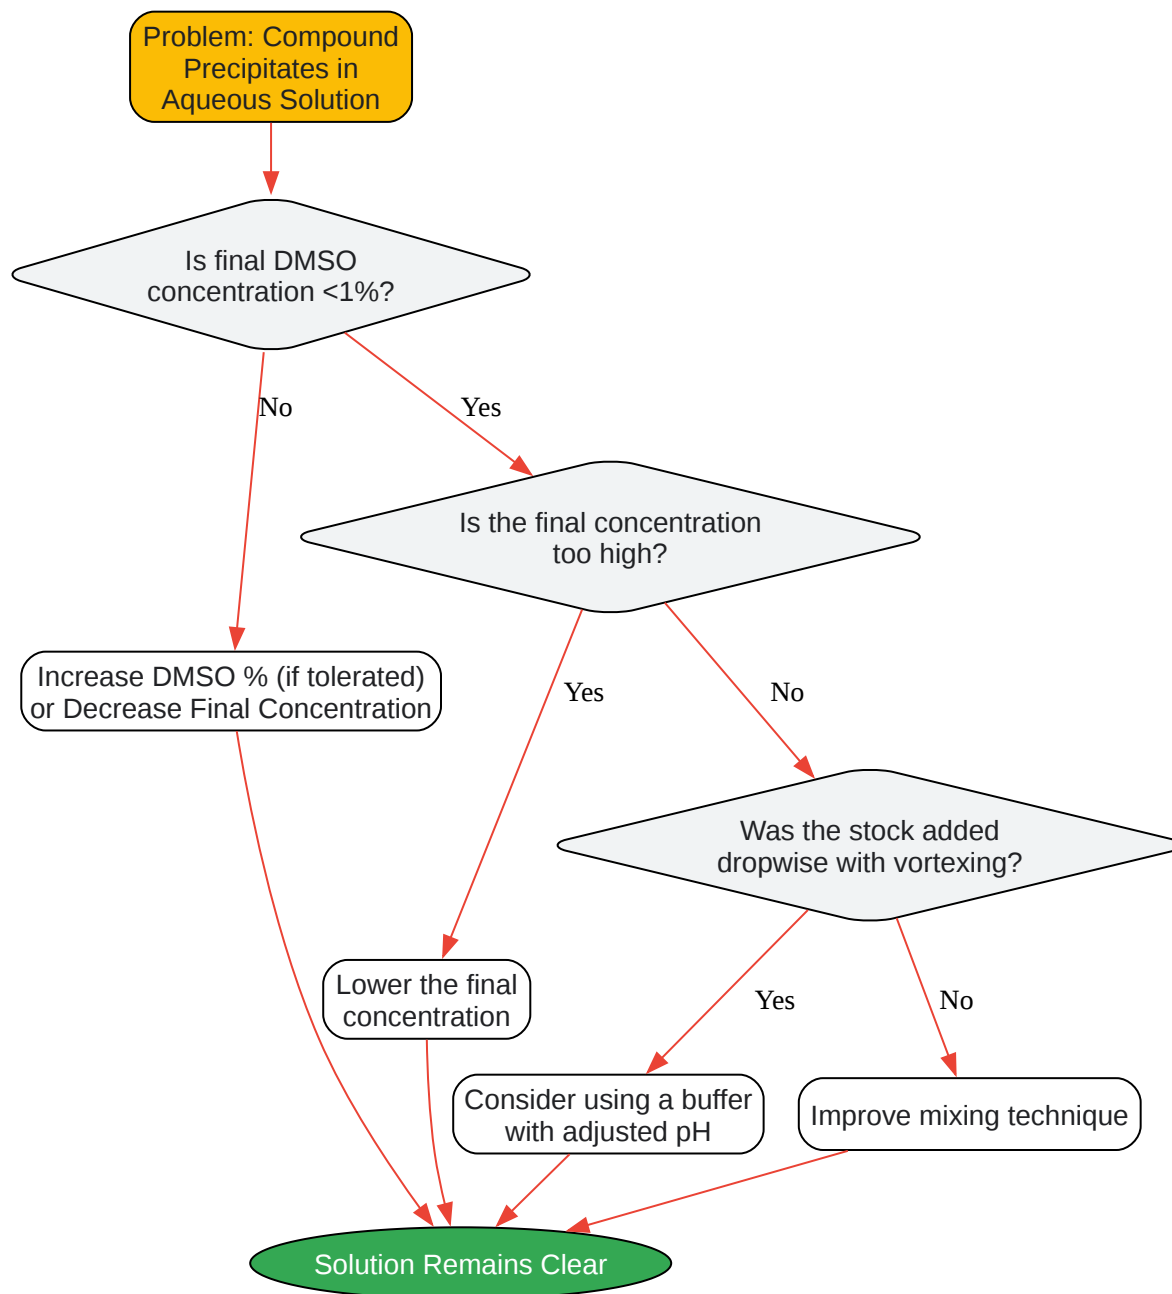 Problem: Compound
Precipitates in
Aqueous Solution
Is final DMSO
concentration <1%?
No
Yes
Is the final concentration
too high?
Increase DMSO % (if tolerated)
or Decrease Final Concentration
Yes
No
Was the stock added
dropwise with vortexing?
Lower the final
concentration
Yes
No
Consider using a buffer
with adjusted pH
Improve mixing technique
Solution Remains Clear